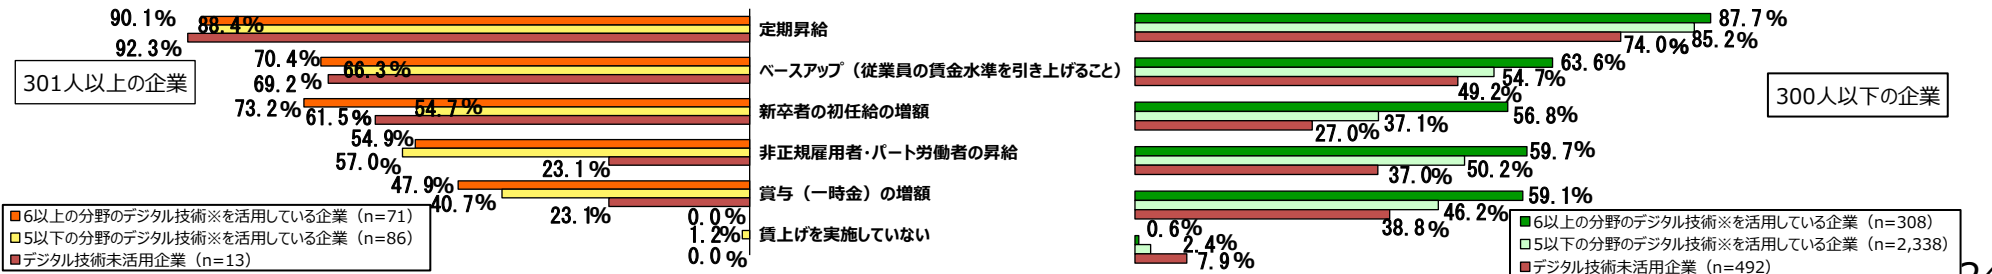 301人以上の企業
90.1%
88.4%
92.3%
定期昇給
87.7%
85.2%
74.0%
70.4%
66.3%
69.2%
ベースアップ（従業員の賃金水準を引き上げること）
63.6%
54.7%
49.2%
300人以下の企業
73.2%
54.7%
61.5%
新卒者の初任給の増額
56.8%
37.1%
27.0%
54.9%
57.0%
23.1%
非正規雇用者・パート労働者の昇給
59.7%
50.2%
37.0%
47.9%
40.7%
23.1%
賞与（一時金）の増額
59.1%
46.2%
38.8%
0.0%
1.2%
0.0%
賃上げを実施していない
0.6%
2.4%
7.9%
6以上の分野のデジタル技術※を活用している企業（n=71）
5以下の分野のデジタル技術※を活用している企業（n=86）
デジタル技術未活用企業（n=13）
6以上の分野のデジタル技術※を活用している企業（n=308）
5以下の分野のデジタル技術※を活用している企業（n=2,338）
デジタル技術未活用企業（n=492）